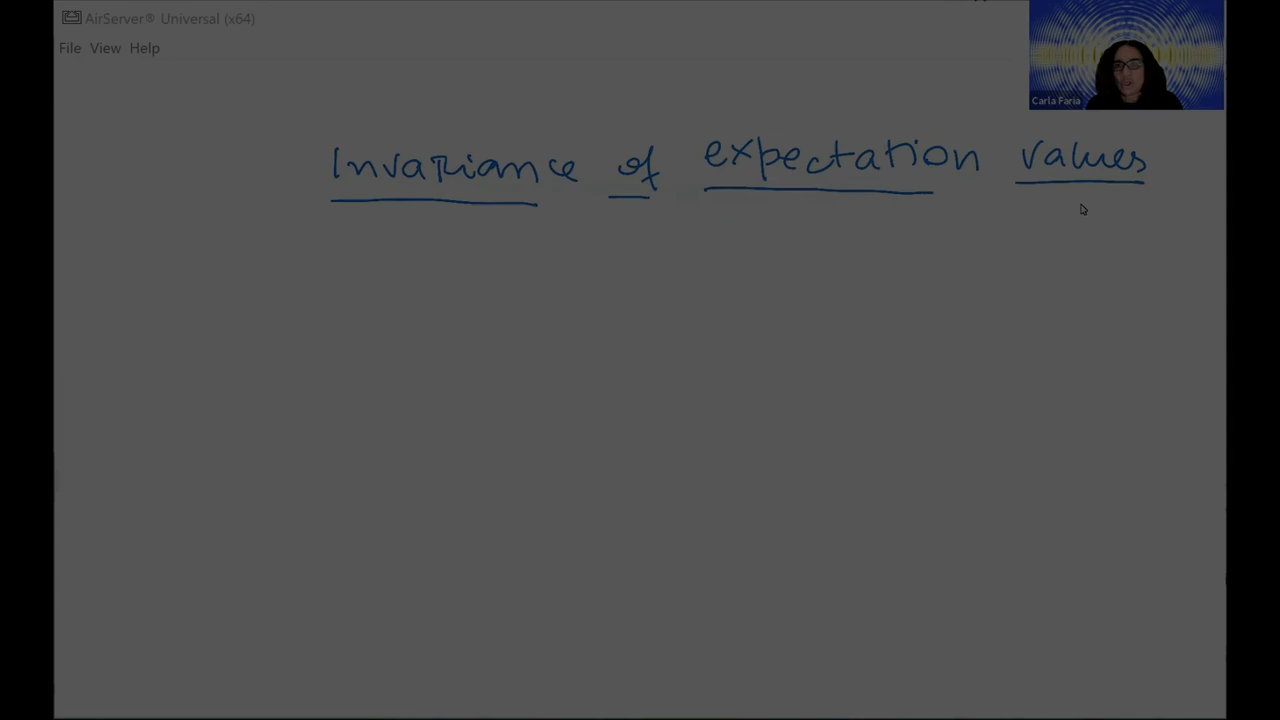 AirServer® Universal (x64)
File View Help
Carla Faria
Invariance of expectation values